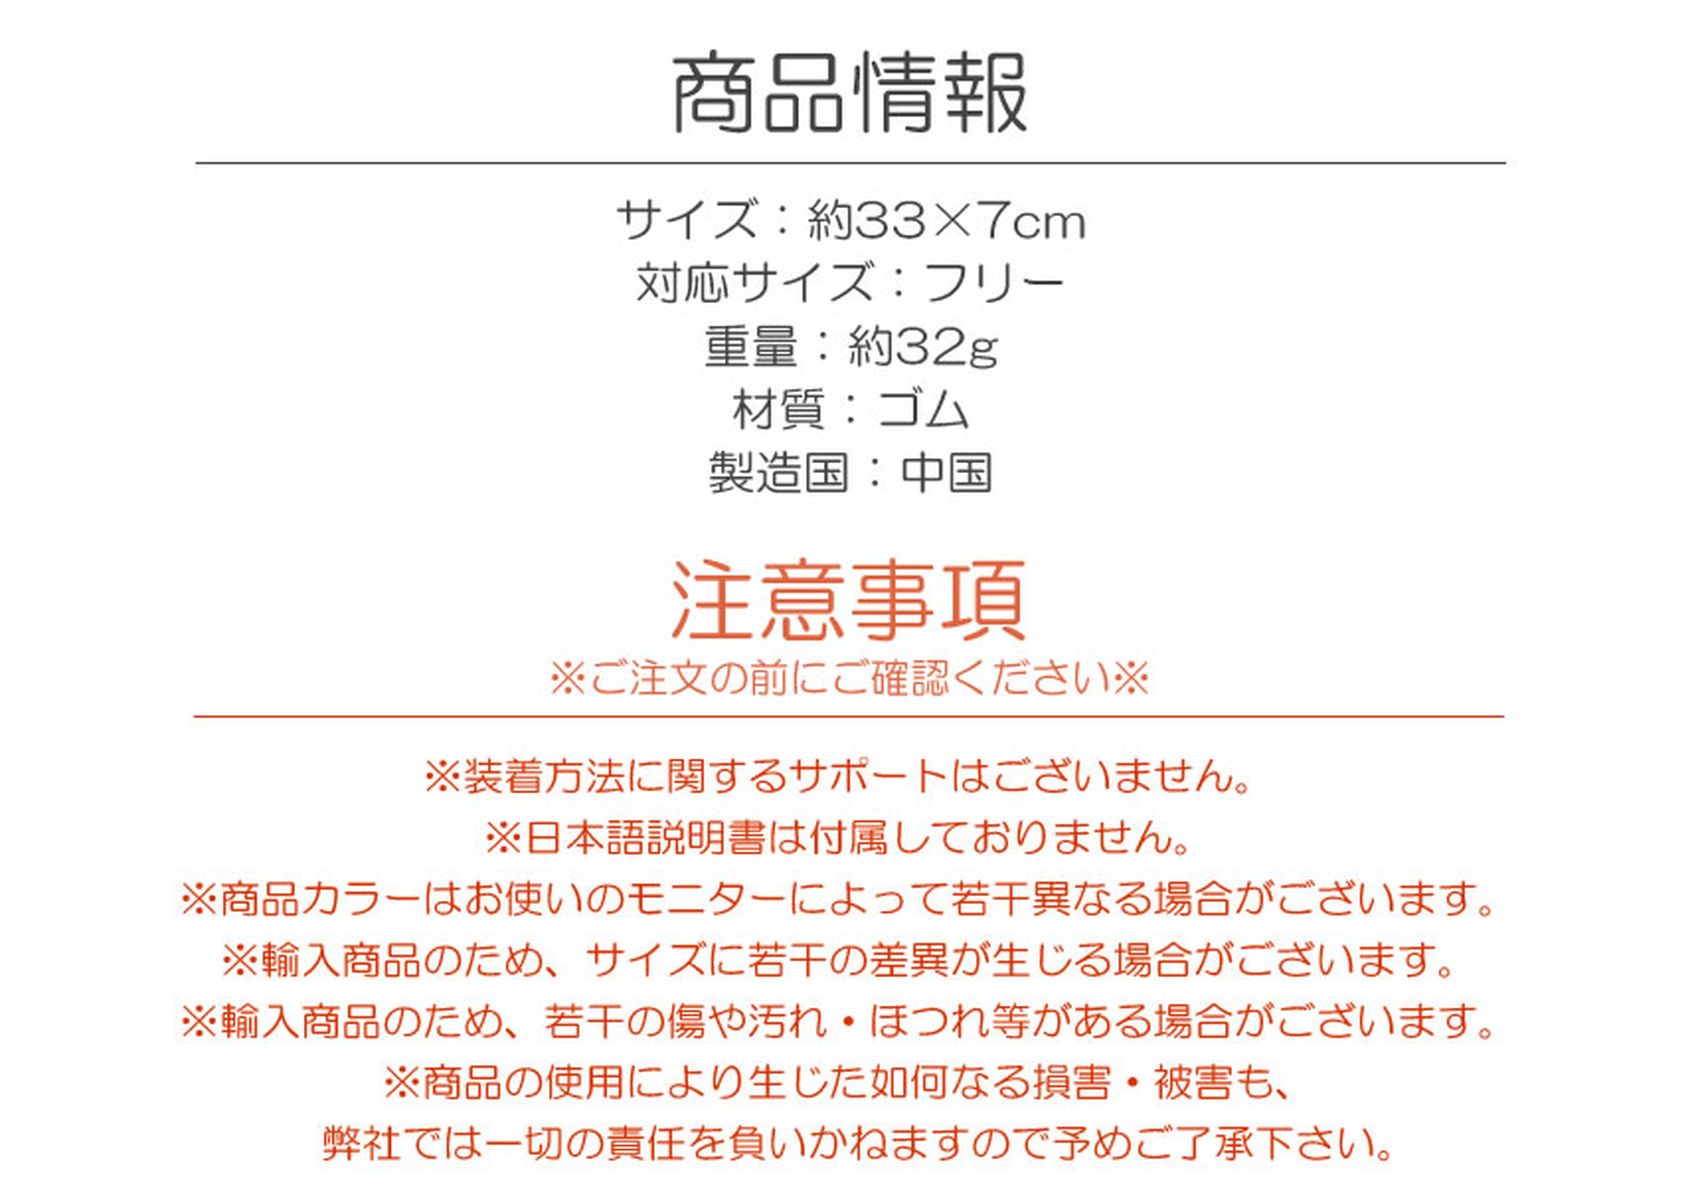 商品情報
サイズ：約33×7cm
対応サイズ：フリー
重量：約32g
材質：ゴム
製造国：中国
注意事項
※ご注文の前にご確認ください※
※装着方法に関するサポートはございません。
※日本語説明書は付属しておりません。
※商品カラーはお使いのモニターによって若干異なる場合がございます。
※輸入商品のため、サイズに若干の差異が生じる場合がございます。
※輸入商品のため、若干の傷や汚れ・ほつれ等がある場合がございます。
※商品の使用により生じた如何なる損害・被害も、
弊社では一切の責任を負いかねますので予めご了承下さい。